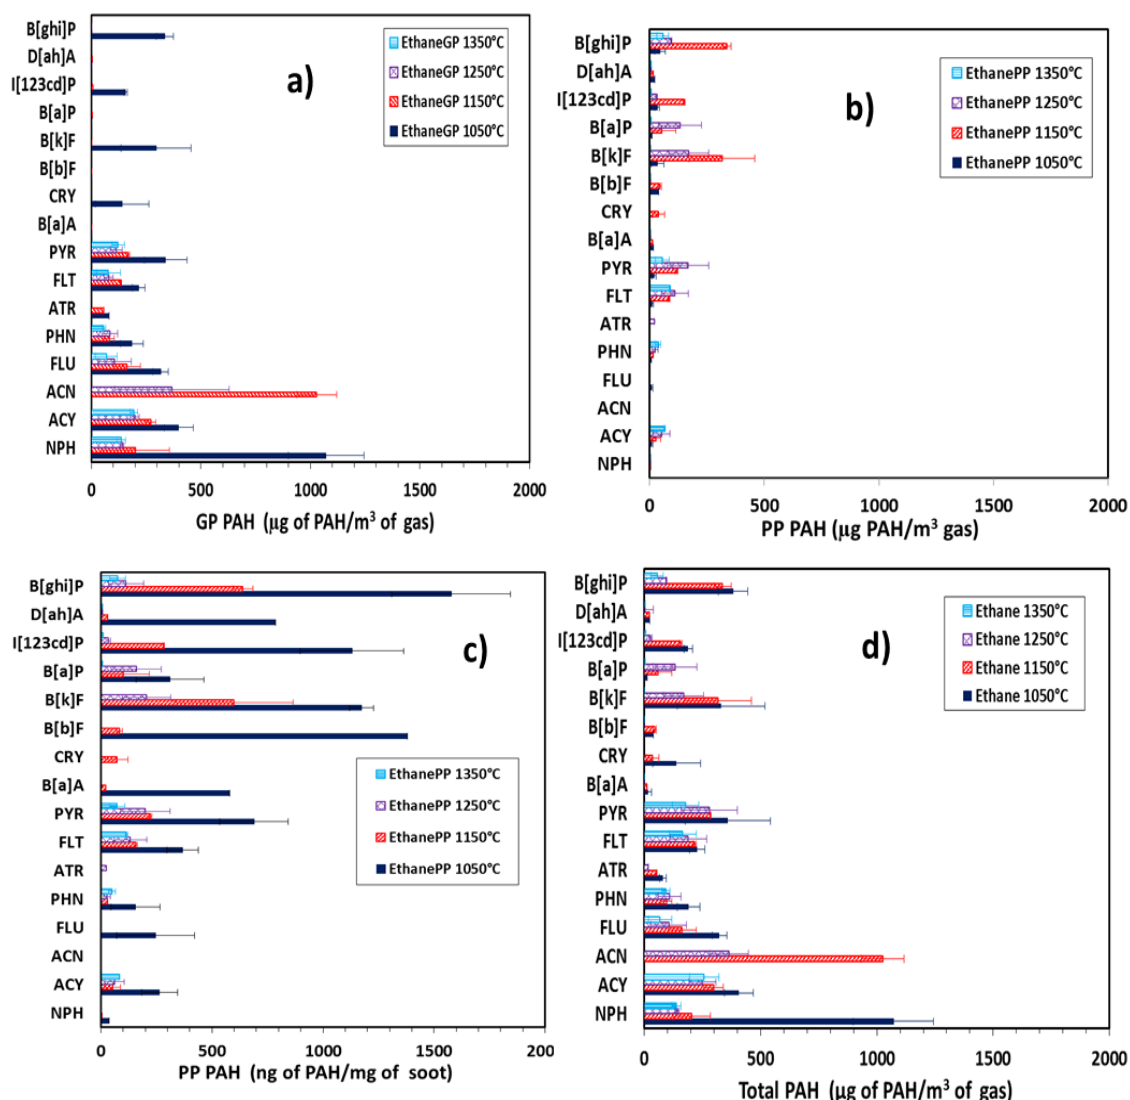 a)
B[ghi]P
D[ah]A
I[123cd]P
B[a]P
B[k]F
B[b]F
CRY
B[a]A
PYR
FLT
ATR
PHN
FLU
ACN
ACY
NPH
EthaneGP 1350°C
EthaneGP 1250°C
EthaneGP 1150°C
EthaneGP 1050°C
0 500 1000 1500 2000
GP PAH (µg of PAH/m³ of gas)
b)
B[ghi]P
D[ah]A
I[123cd]P
B[a]P
B[k]F
B[b]F
CRY
B[a]A
PYR
FLT
ATR
PHN
FLU
ACN
ACY
NPH
EthanePP 1350°C
EthanePP 1250°C
EthanePP 1150°C
EthanePP 1050°C
0 500 1000 1500 2000
PP PAH (µg PAH/m³ gas)
c)
B[ghi]P
D[ah]A
I[123cd]P
B[a]P
B[k]F
B[b]F
CRY
B[a]A
PYR
FLT
ATR
PHN
FLU
ACN
ACY
NPH
EthanePP 1350°C
EthanePP 1250°C
EthanePP 1150°C
EthanePP 1050°C
0 500 1000 1500 200
PP PAH (ng of PAH/mg of soot)
d)
B[ghi]P
D[ah]A
I[123cd]P
B[a]P
B[k]F
B[b]F
CRY
B[a]A
PYR
FLT
ATR
PHN
FLU
ACN
ACY
NPH
Ethane 1350°C
Ethane 1250°C
Ethane 1150°C
Ethane 1050°C
0 500 1000 1500 2000
Total PAH (µg of PAH/m³ of gas)